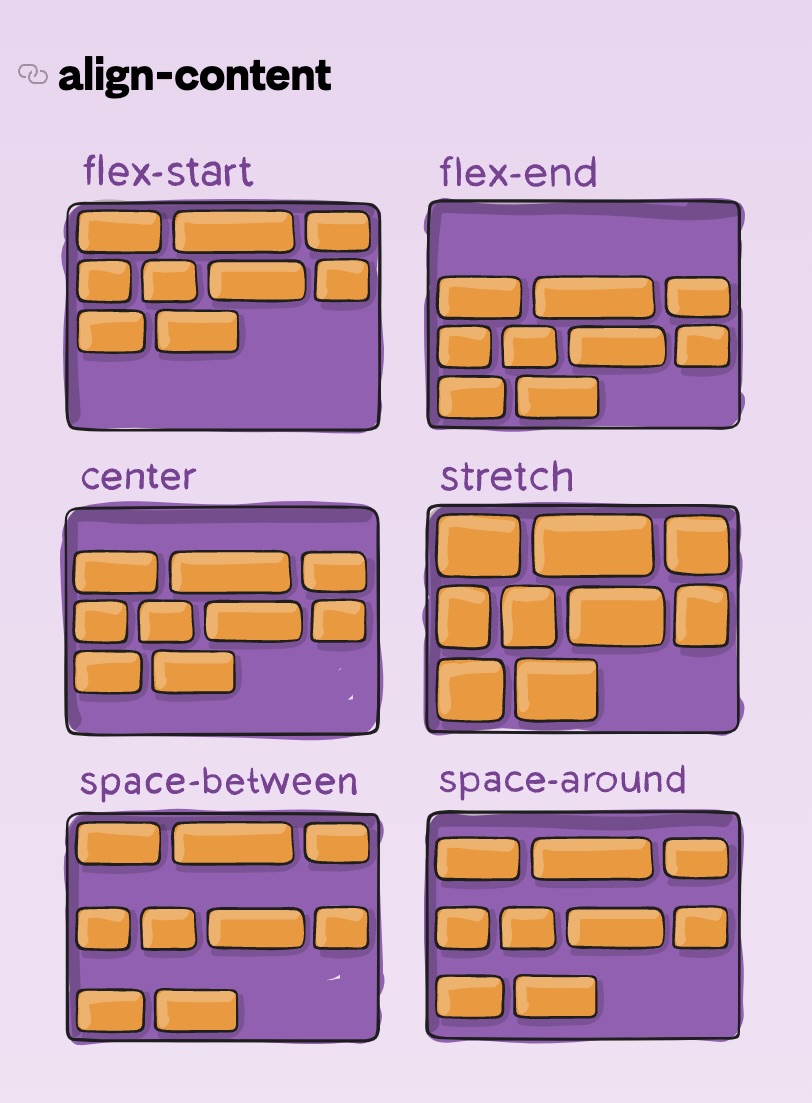 align-content
flex-start
flex-end
center
stretch
space-between
space-around